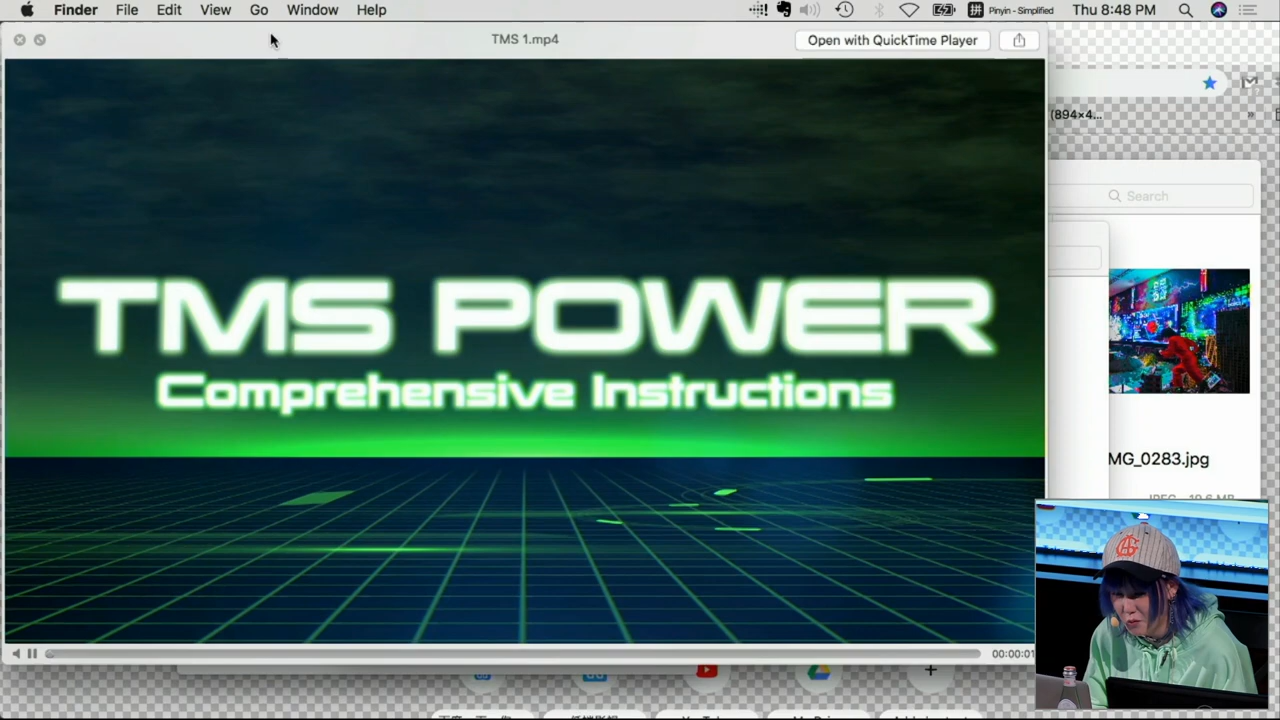 Finder File Edit View Go Window Help
拼 Pinyin - Simplified Thu 8:48 PM
TMS 1.mp4
Open with QuickTime Player
(894×4...
»
Search
TMS POWER
Comprehensive Instructions
MG_0283.jpg
00:00:01